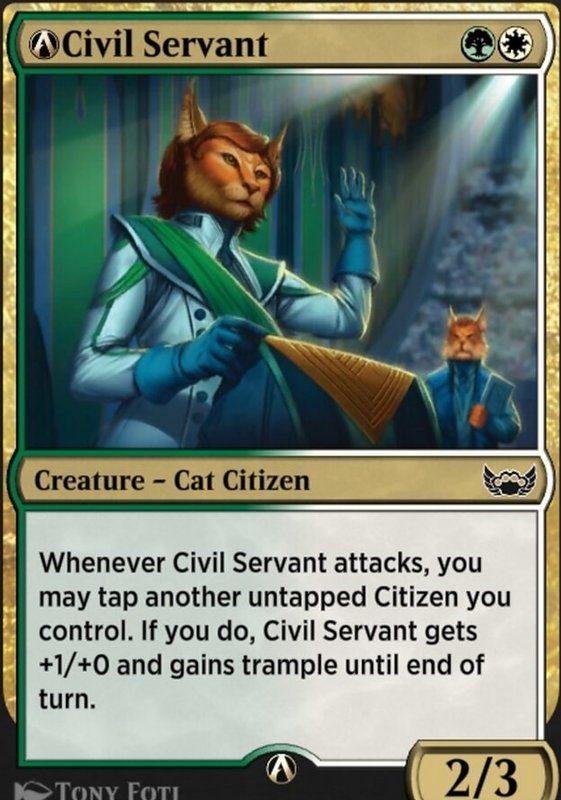 Civil Servant
Creature – Cat Citizen
Whenever Civil Servant attacks, you
may tap another untapped Citizen you
control. If you do, Civil Servant gets
+1/+0 and gains trample until end of
turn.
2/3
Tony Foti